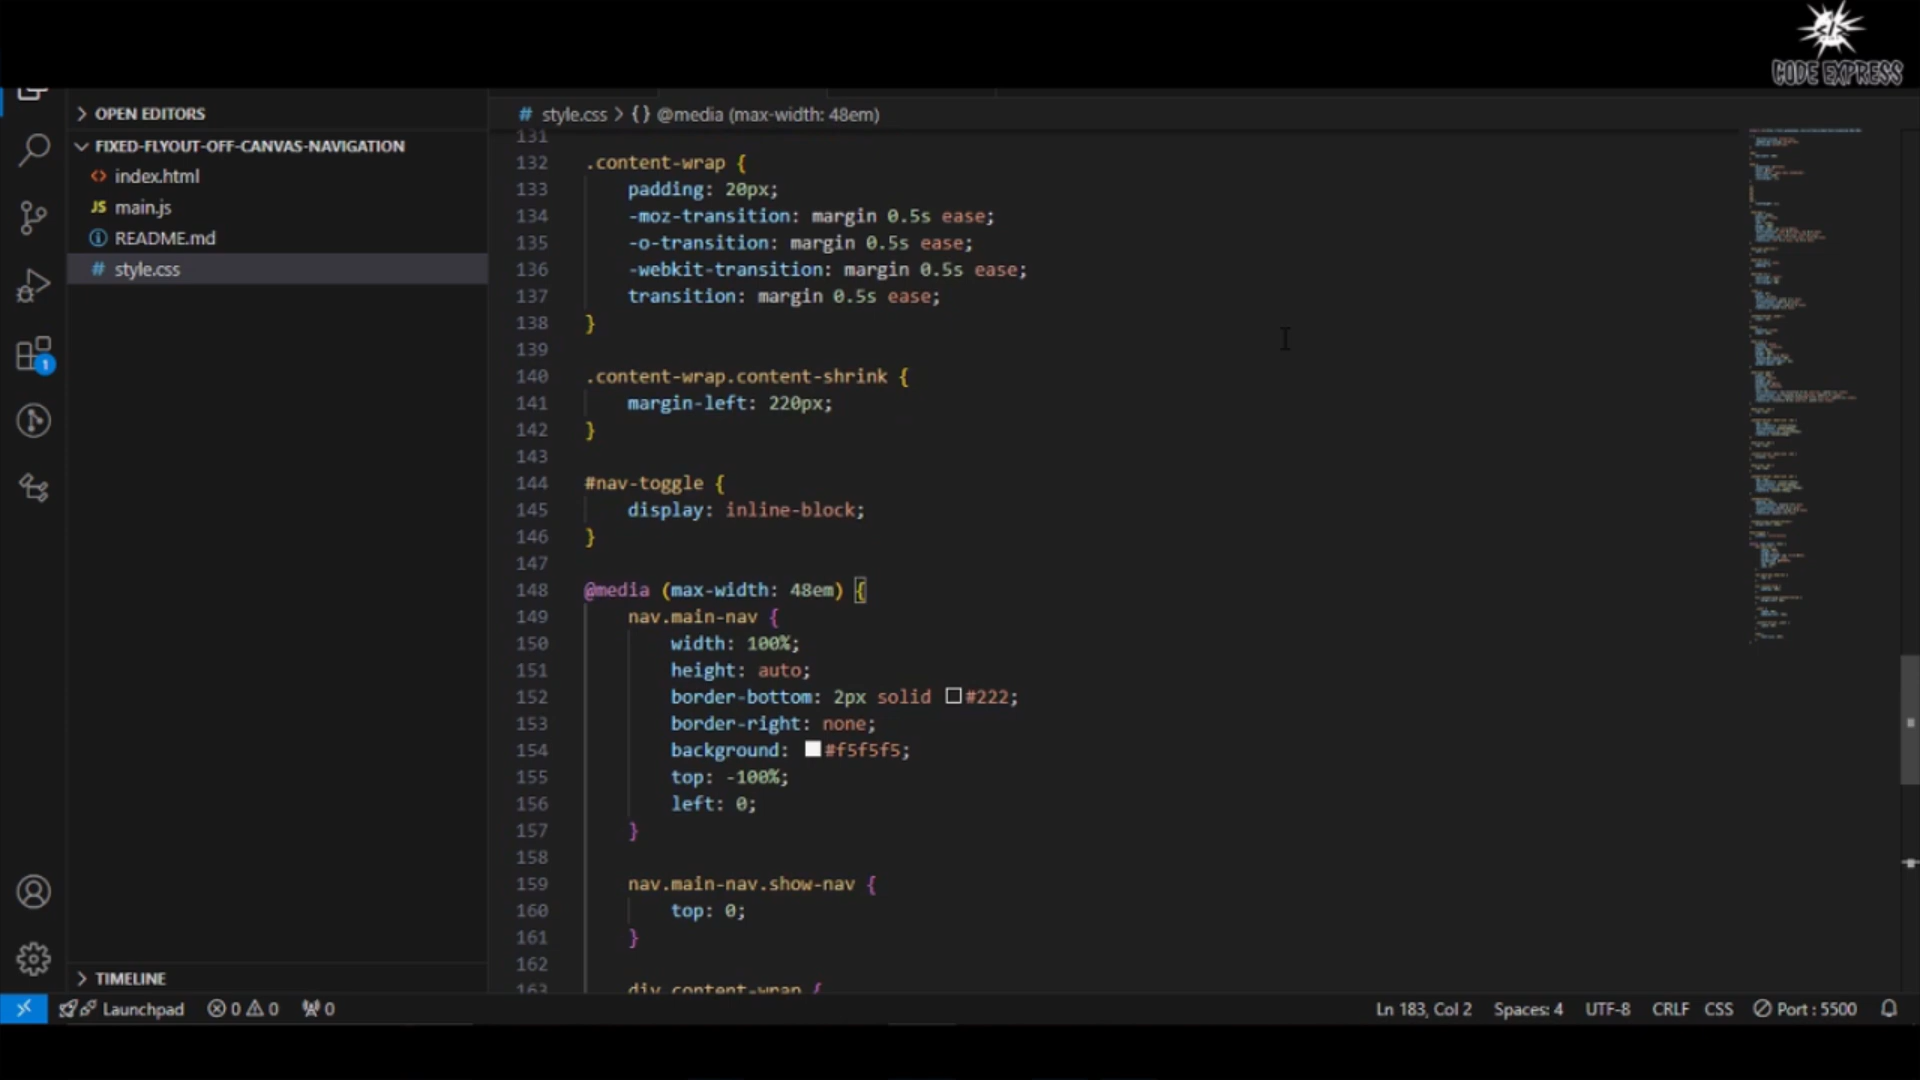 CODE EXPRESS
OPEN EDITORS
FIXED-FLYOUT-OFF-CANVAS-NAVIGATION
index.html
JS main.js
README.md
# style.css
TIMELINE
# style.css > {} @media (max-width: 48em)
131
132 .content-wrap {
133 padding: 20px;
134 -moz-transition: margin 0.5s ease;
135 -o-transition: margin 0.5s ease;
136 -webkit-transition: margin 0.5s ease;
137 transition: margin 0.5s ease;
138 }
139
140 .content-wrap.content-shrink {
141 margin-left: 220px;
142 }
143
144 #nav-toggle {
145 display: inline-block;
146 }
147
148 @media (max-width: 48em) {
149 nav.main-nav {
150 width: 100%;
151 height: auto;
152 border-bottom: 2px solid #222;
153 border-right: none;
154 background: #f5f5f5;
155 top: -100%;
156 left: 0;
157 }
158
159 nav.main-nav.show-nav {
160 top: 0;
161 }
162
163 div.content-wrap {
1
Launchpad 0 0 0 Ln 183, Col 2 Spaces: 4 UTF-8 CRLF CSS Port : 5500